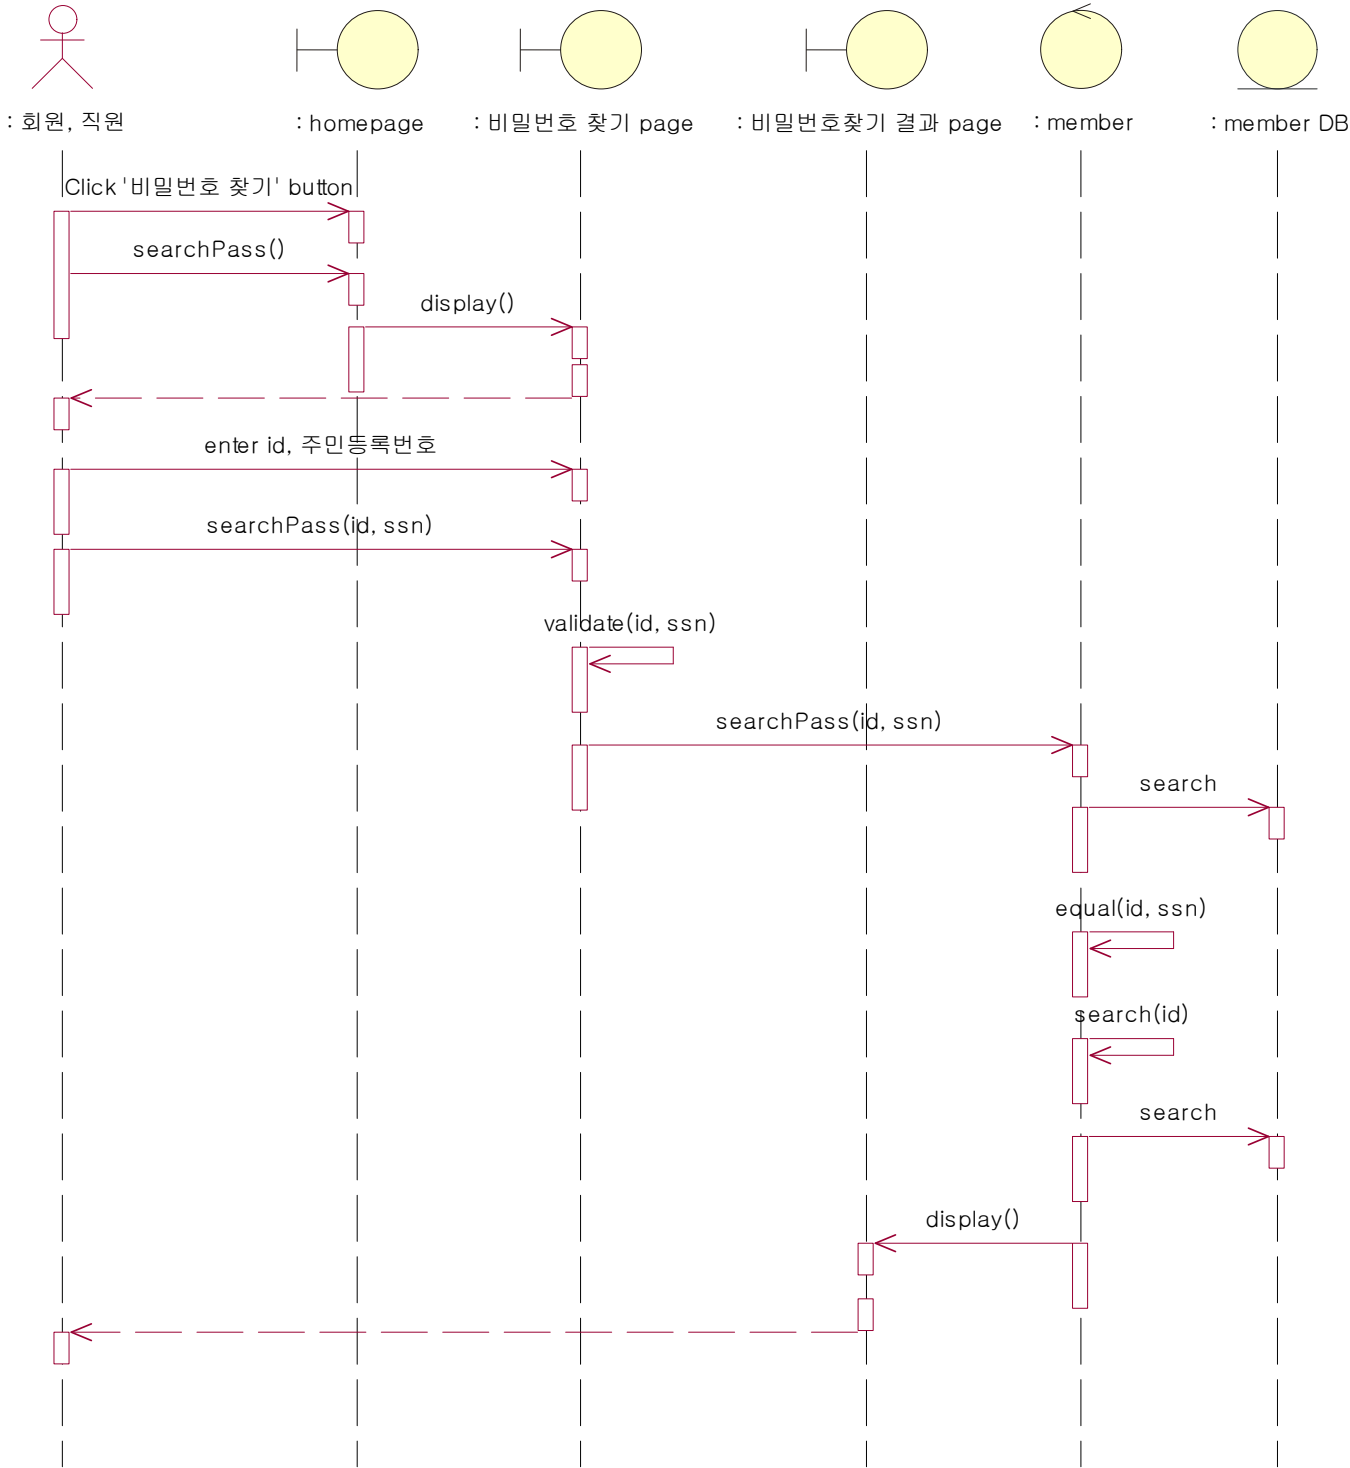 : 회원, 직원
: homepage
: 비밀번호 찾기 page
: 비밀번호찾기 결과 page
: member
: member DB
Click '비밀번호 찾기' button
searchPass()
display()
enter id, 주민등록번호
searchPass(id, ssn)
validate(id, ssn)
searchPass(id, ssn)
search
equal(id, ssn)
search(id)
search
display()